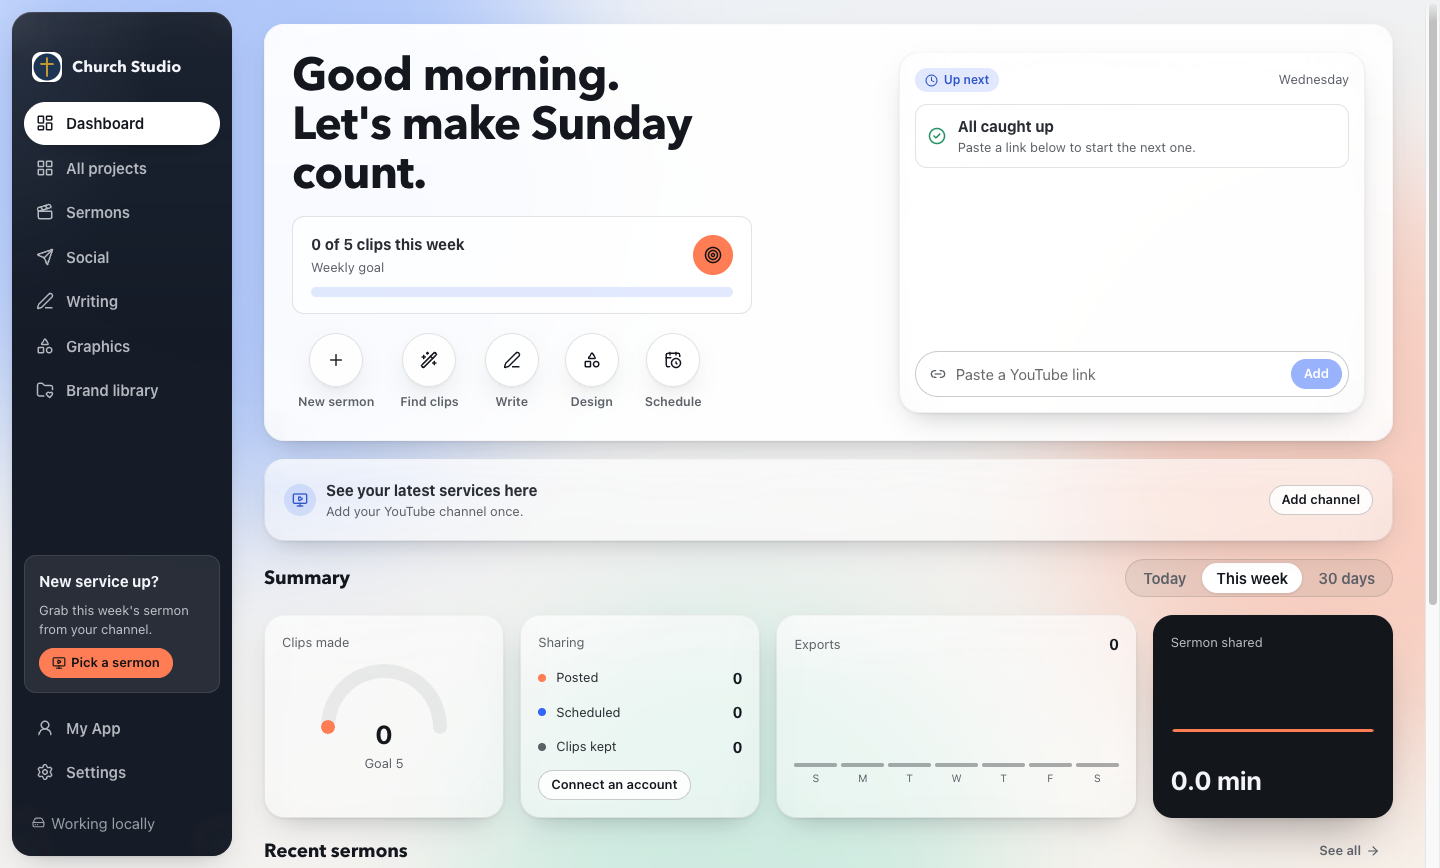 Church Studio
Dashboard
All projects
Sermons
Social
Writing
Graphics
Brand library
New service up?
Grab this week's sermon
from your channel.
Pick a sermon
My App
Settings
Working locally
Good morning.
Let's make Sunday
count.
0 of 5 clips this week
Weekly goal
New sermon
Find clips
Write
Design
Schedule
Up next
Wednesday
All caught up
Paste a link below to start the next one.
Paste a YouTube link
Add
See your latest services here
Add your YouTube channel once.
Add channel
Summary
Today
This week
30 days
Clips made
0
Goal 5
Sharing
Posted 0
Scheduled 0
Clips kept 0
Connect an account
Exports 0
S M T W T F S
Sermon shared
0.0 min
Recent sermons
See all